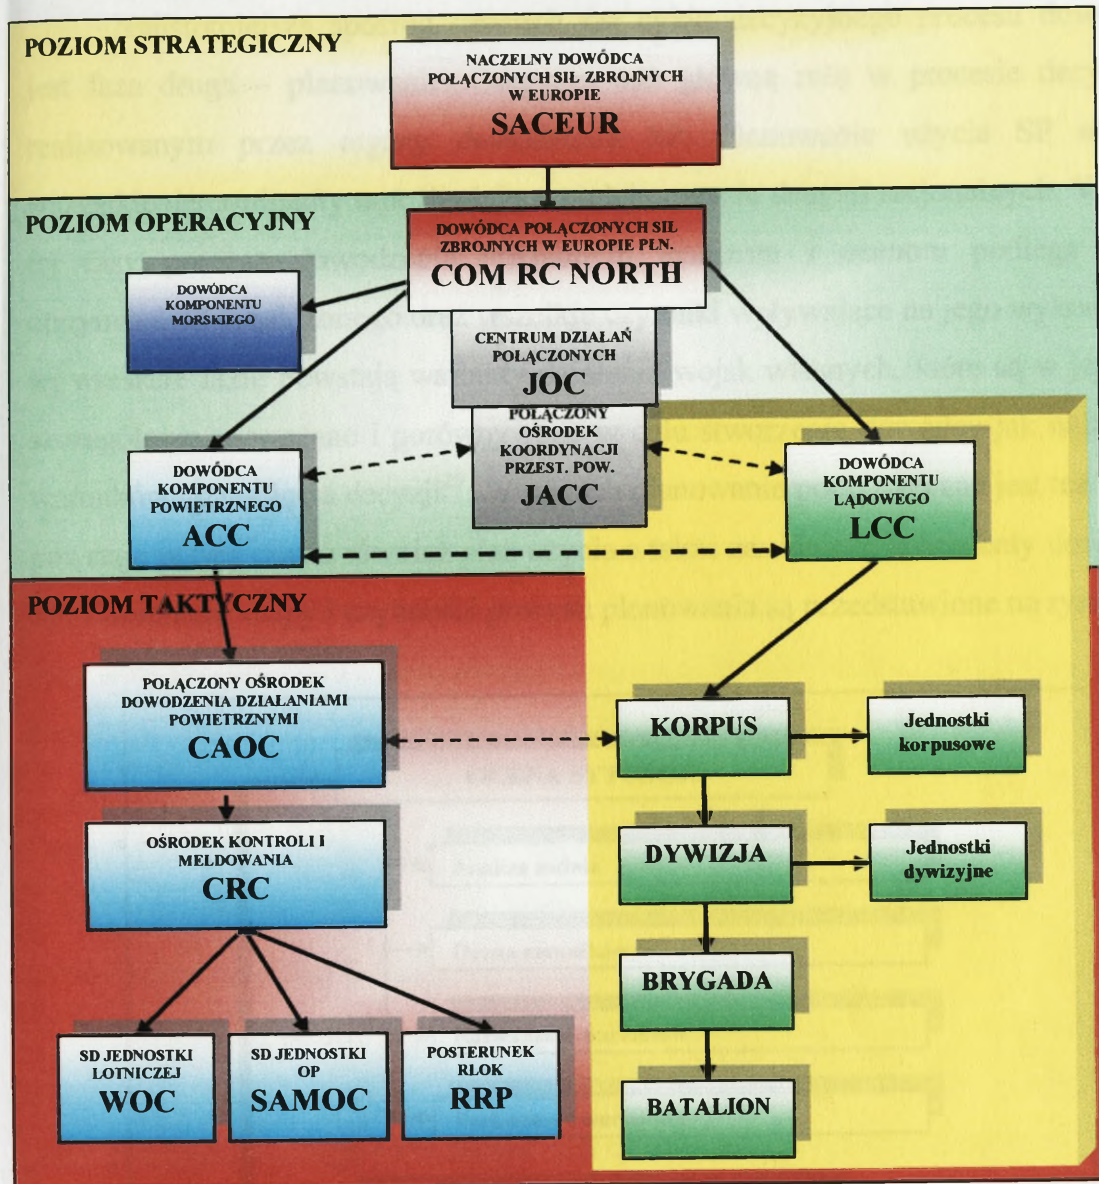 POZIOM STRATEGICZNY
NACZELNY DOWÓDCA
POŁĄCZONYCH SIŁ ZBROJNYCH
W EUROPIE
SACEUR
POZIOM OPERACYJNY
DOWÓDCA POŁĄCZONYCH SIŁ
ZBROJNYCH W EUROPIE PŁN.
COM RC NORTH
DOWÓDCA
KOMPONENTU
MORSKIEGO
CENTRUM DZIAŁAŃ
POŁĄCZONYCH
JOC
POŁĄCZONY
OŚRODEK
KOORDYNACJI
PRZEST. POW.
JACC
DOWÓDCA
KOMPONENTU
POWIETRZNEGO
ACC
DOWÓDCA
KOMPONENTU
LĄDOWEGO
LCC
POZIOM TAKTYCZNY
POŁĄCZONY OŚRODEK
DOWODZENIA DZIAŁANIAMI
POWIETRZNYMI
CAOC
KORPUS
Jednostki
korpusowe
OŚRODEK KONTROLI I
MELDOWANIA
CRC
DYWIZJA
Jednostki
dywizyjne
BRYGADA
SD JEDNOSTKI
LOTNICZEJ
WOC
SD JEDNOSTKI
OP
SAMOC
POSTERUNEK
RLOK
RRP
BATALION